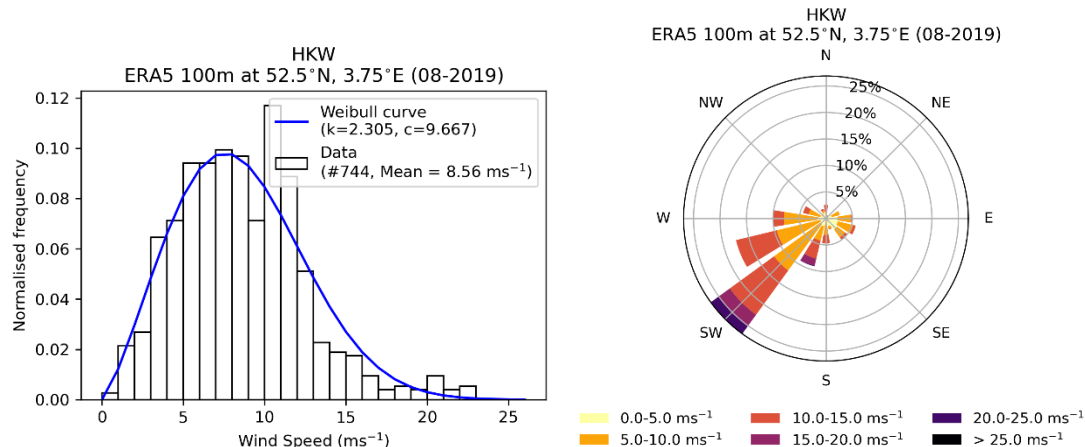 HKW
ERA5 100m at 52.5°N, 3.75°E (08-2019)
Normalised frequency
0.12
0.10
0.08
0.06
0.04
0.02
0.00
Weibull curve
(k=2.305, c=9.667)
Data
(#744, Mean = 8.56 ms⁻¹)
0 5 10 15 20 25
Wind Speed (ms⁻¹)
HKW
ERA5 100m at 52.5°N, 3.75°E (08-2019)
N
NW NE
25%
20%
15%
10%
5%
W E
SW SE
S
0.0-5.0 ms⁻¹ 10.0-15.0 ms⁻¹ 20.0-25.0 ms⁻¹
5.0-10.0 ms⁻¹ 15.0-20.0 ms⁻¹ > 25.0 ms⁻¹